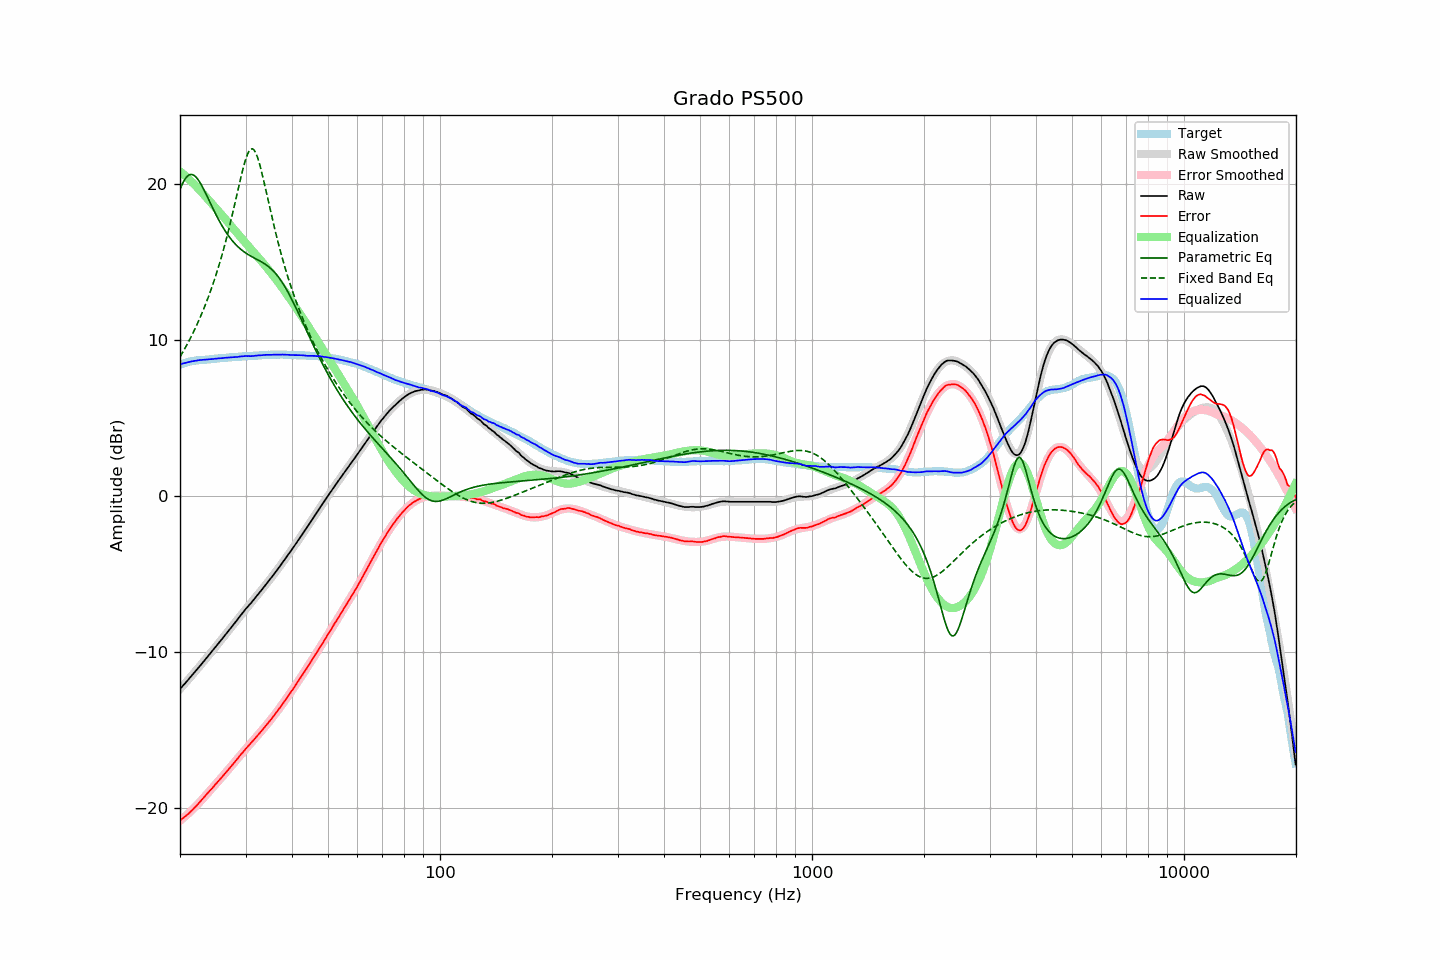 Grado PS500
Target
Raw Smoothed
Error Smoothed
Raw
Error
Equalization
Parametric Eq
Fixed Band Eq
Equalized
Amplitude (dBr)
20
10
0
−10
−20
100
1000
10000
Frequency (Hz)